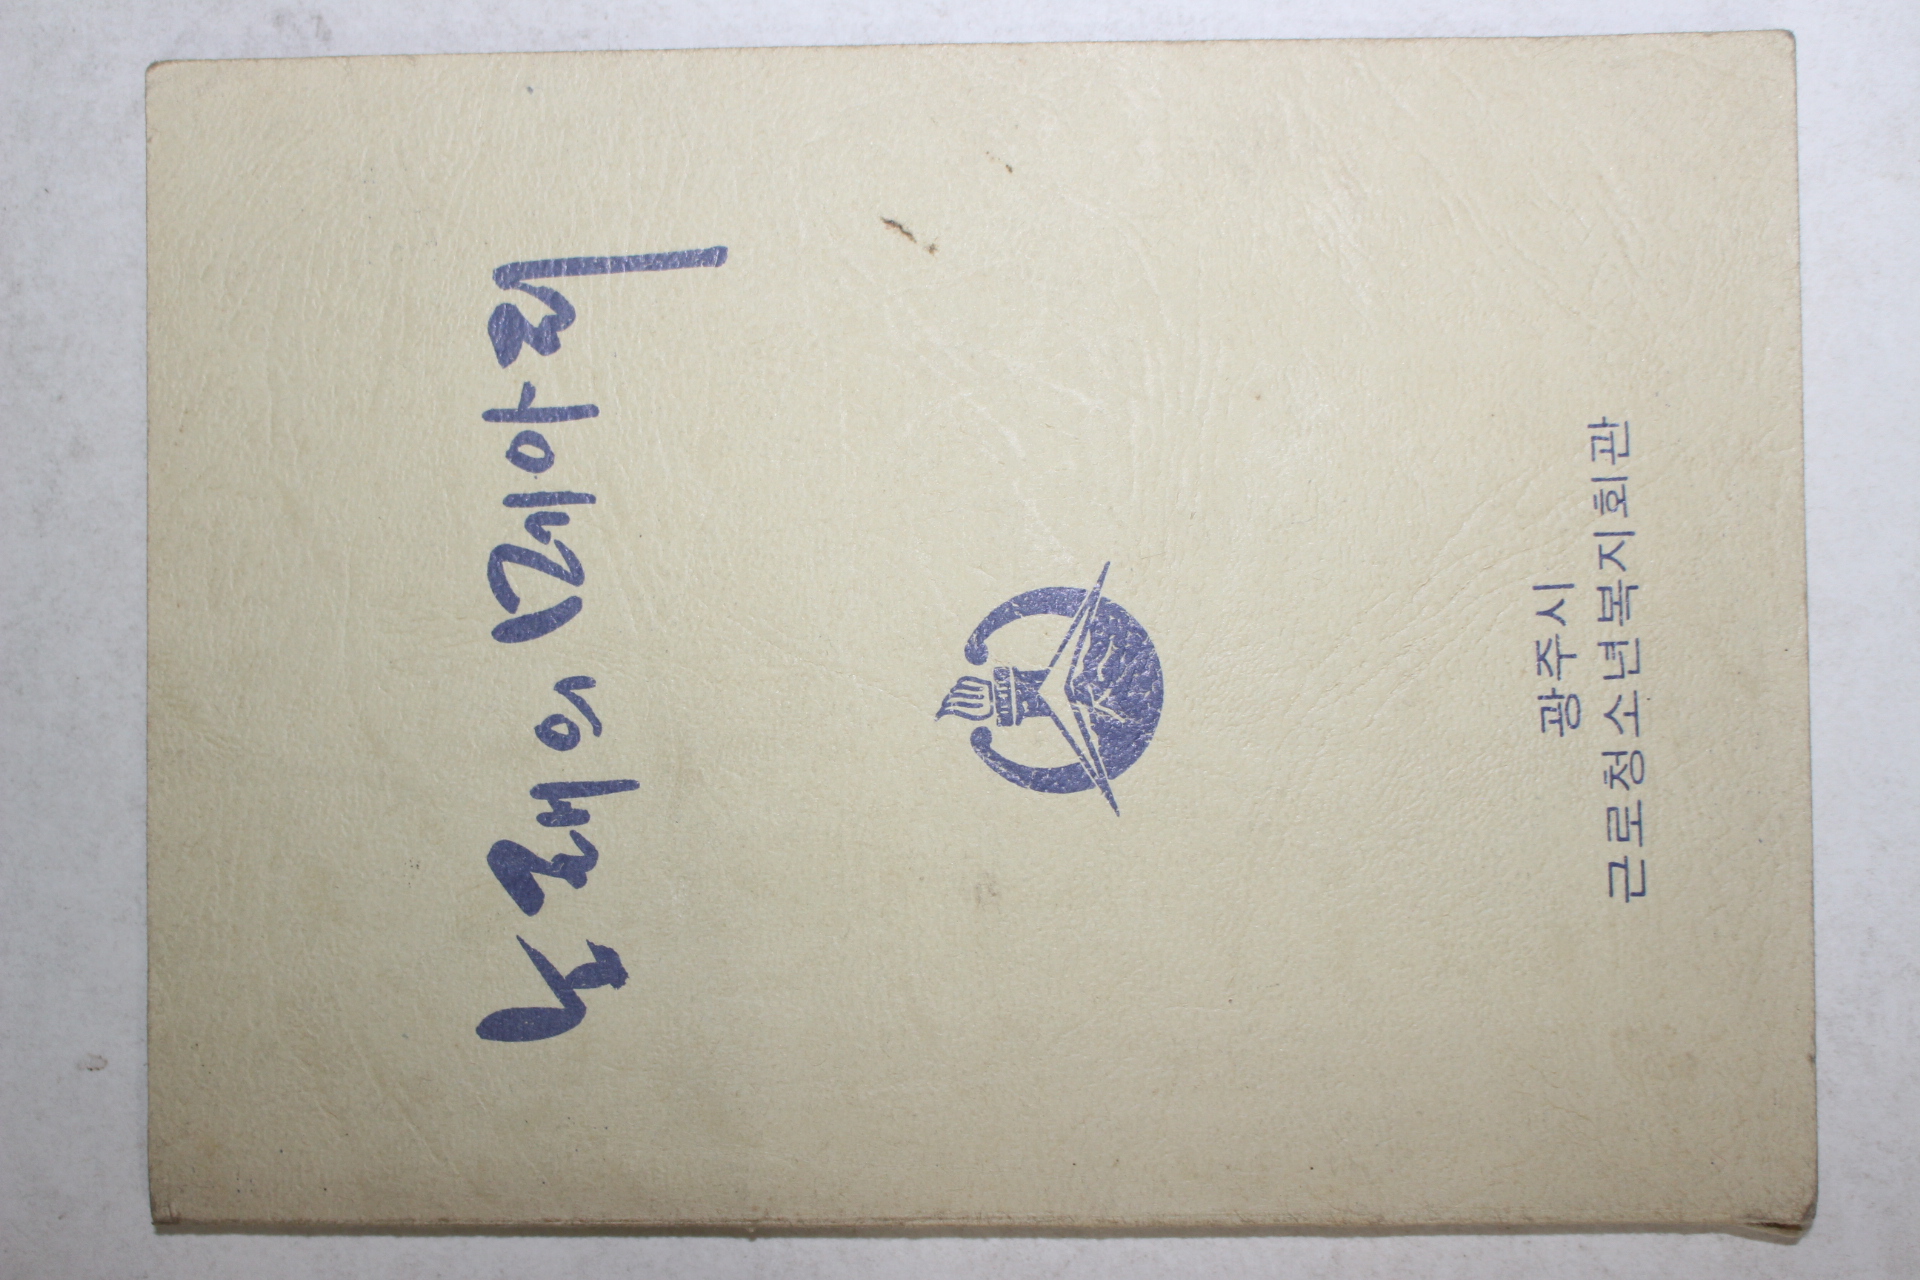 노래의 메아리
광주시
근로청소년복지회관